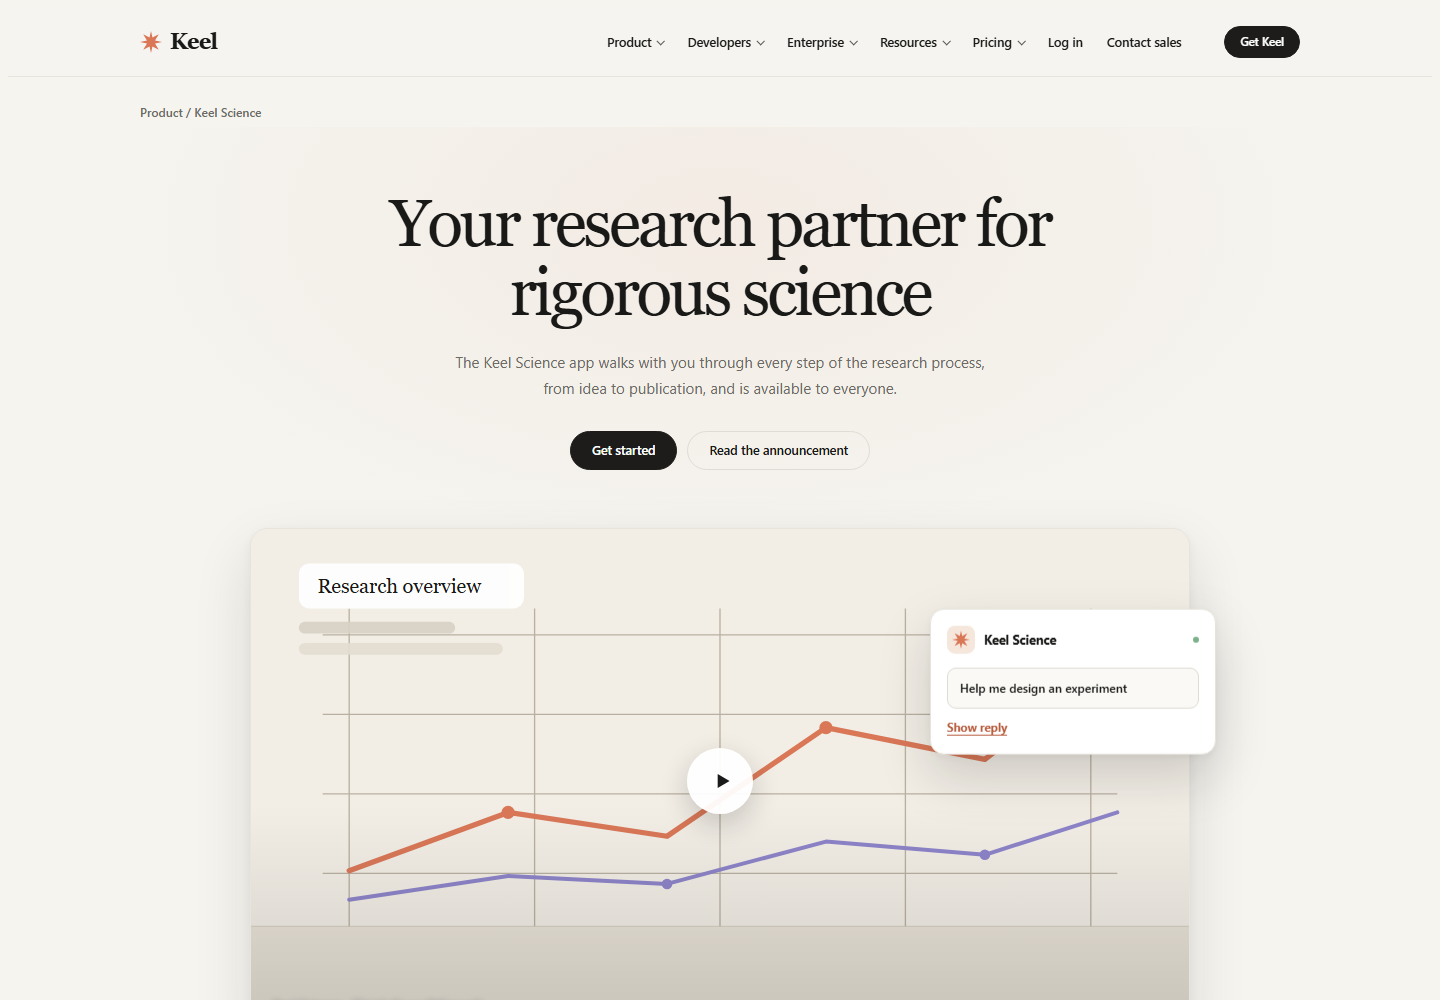 Keel
Product
Developers
Enterprise
Resources
Pricing
Log in
Contact sales
Get Keel
Product / Keel Science
Your research partner for
rigorous science
The Keel Science app walks with you through every step of the research process,
from idea to publication, and is available to everyone.
Get started
Read the announcement
Research overview
Keel Science
Help me design an experiment
Show reply